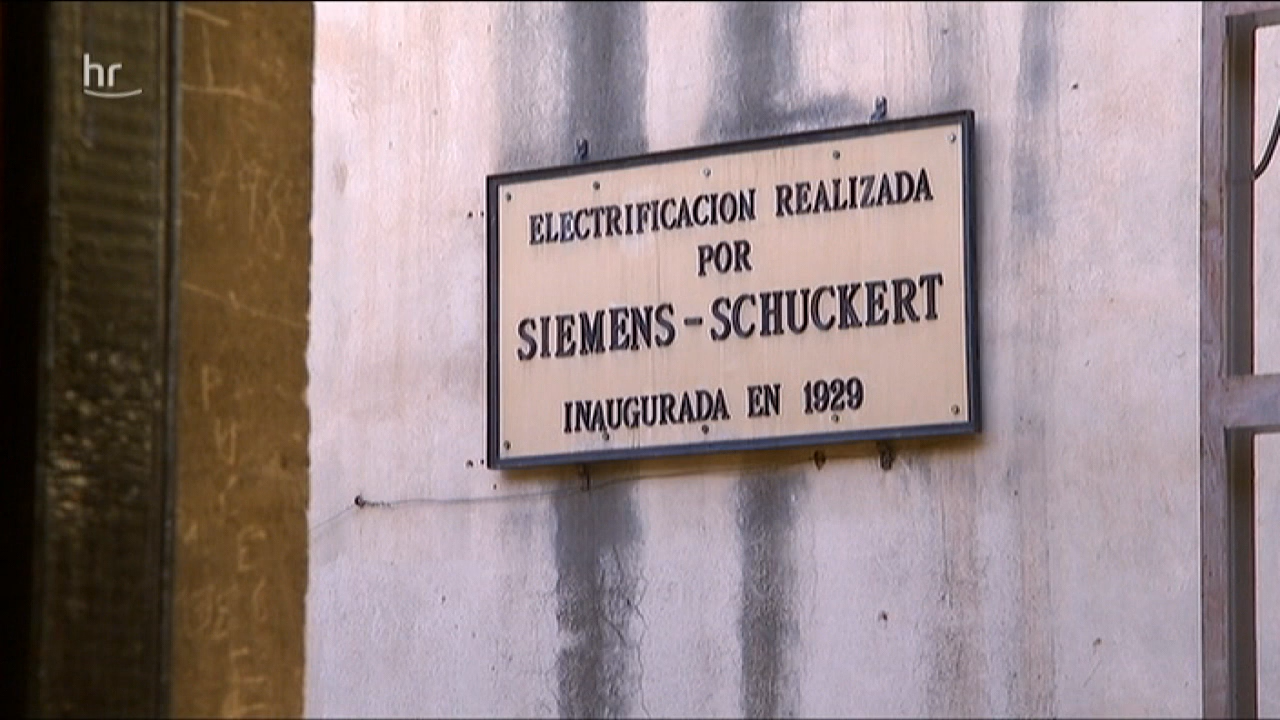 hr
ELECTRIFICACION REALIZADA
POR
SIEMENS-SCHUCKERT
INAUGURADA EN 1929